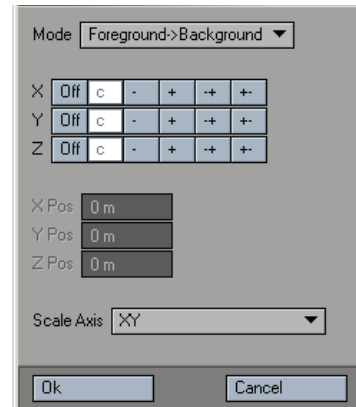 Mode Foreground->Background
X Off c - + -+ +-
Y Off c - + -+ +-
Z Off c - + -+ +-
X Pos 0 m
Y Pos 0 m
Z Pos 0 m
Scale Axis XY
Ok Cancel